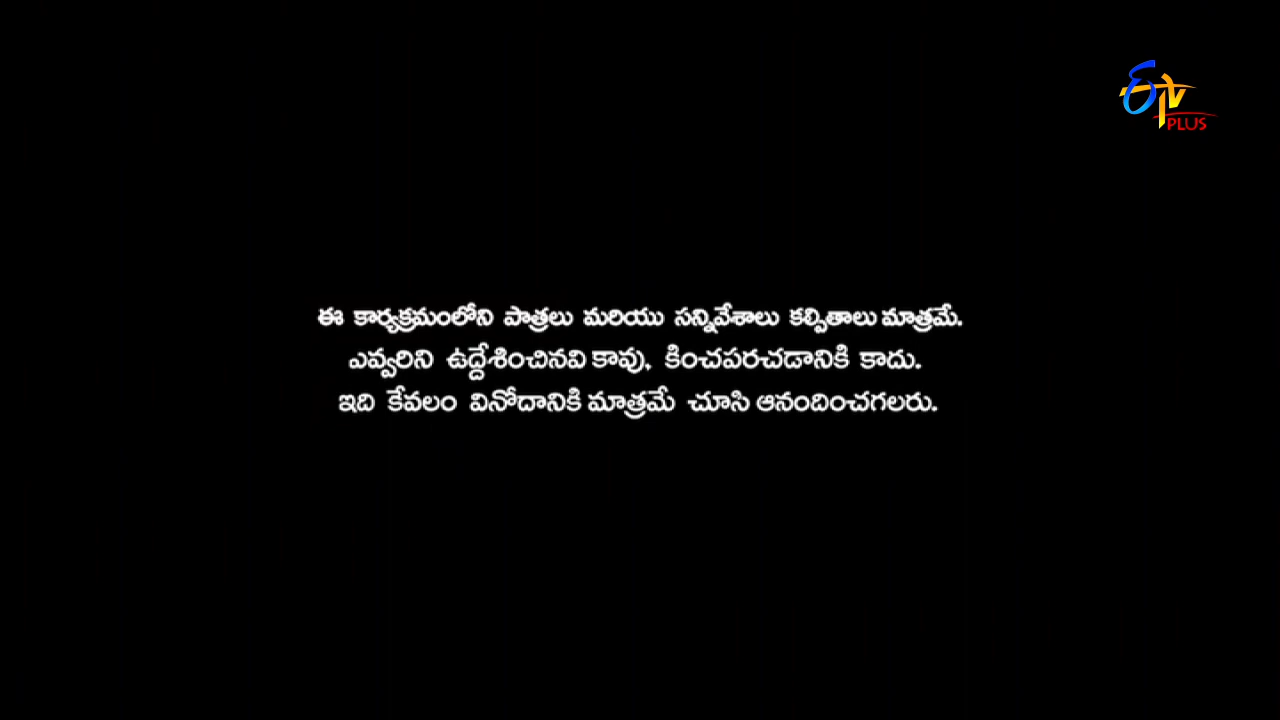 ETV
PLUS
ఈ కార్యక్రమంలోని పాత్రలు మరియు సన్నివేశాలు కల్పితాలు మాత్రమే.
ఎవ్వరిని ఉద్దేశించినవి కావు, కించపరచడానికి కాదు.
ఇది కేవలం వినోదానికి మాత్రమే చూసి ఆనందించగలరు.